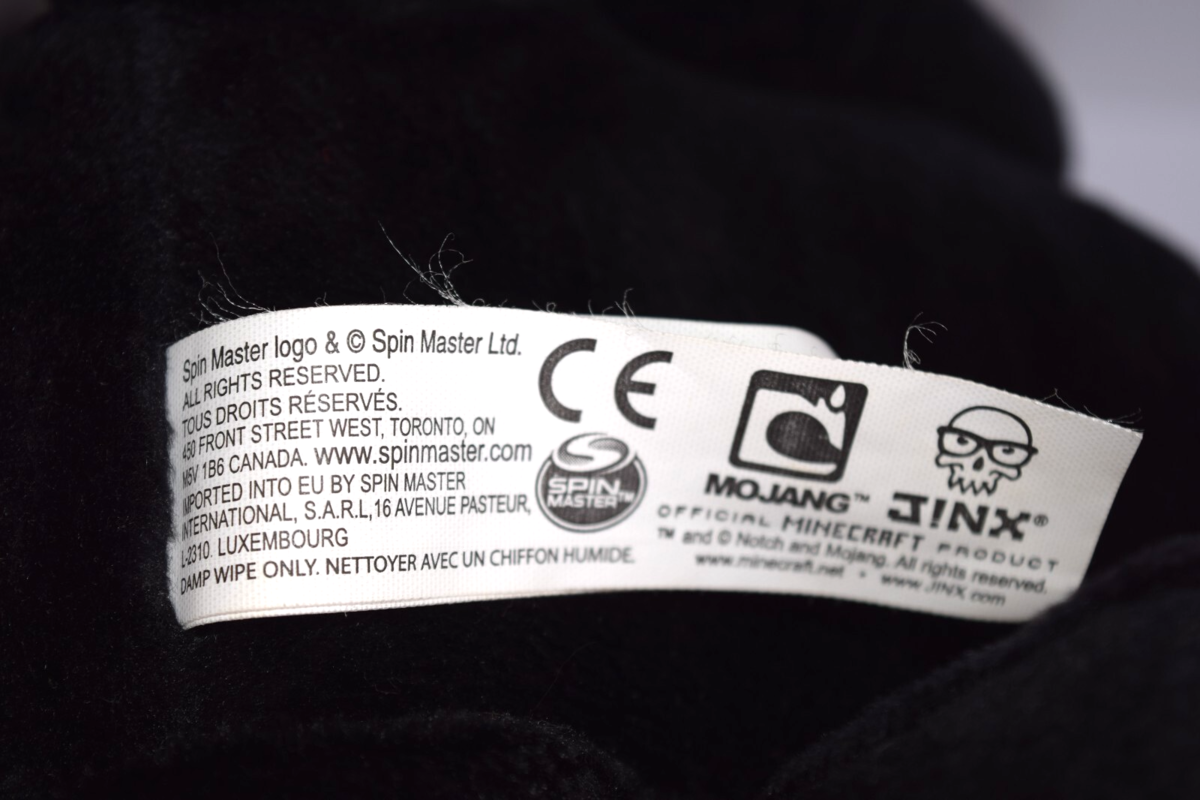 Spin Master logo & © Spin Master Ltd.
ALL RIGHTS RESERVED.
TOUS DROITS RÉSERVÉS.
450 FRONT STREET WEST, TORONTO, ON
M5V 1B6 CANADA. www.spinmaster.com
IMPORTED INTO EU BY SPIN MASTER
INTERNATIONAL, S.A.R.L,16 AVENUE PASTEUR,
L-2310. LUXEMBOURG
DAMP WIPE ONLY. NETTOYER AVEC UN CHIFFON HUMIDE.
CE
SPIN
MASTER™
MOJANG™
J!NX®
OFFICIAL MINECRAFT PRODUCT
™ and © Notch and Mojang. All rights reserved.
www.minecraft.net • www.JINX.com